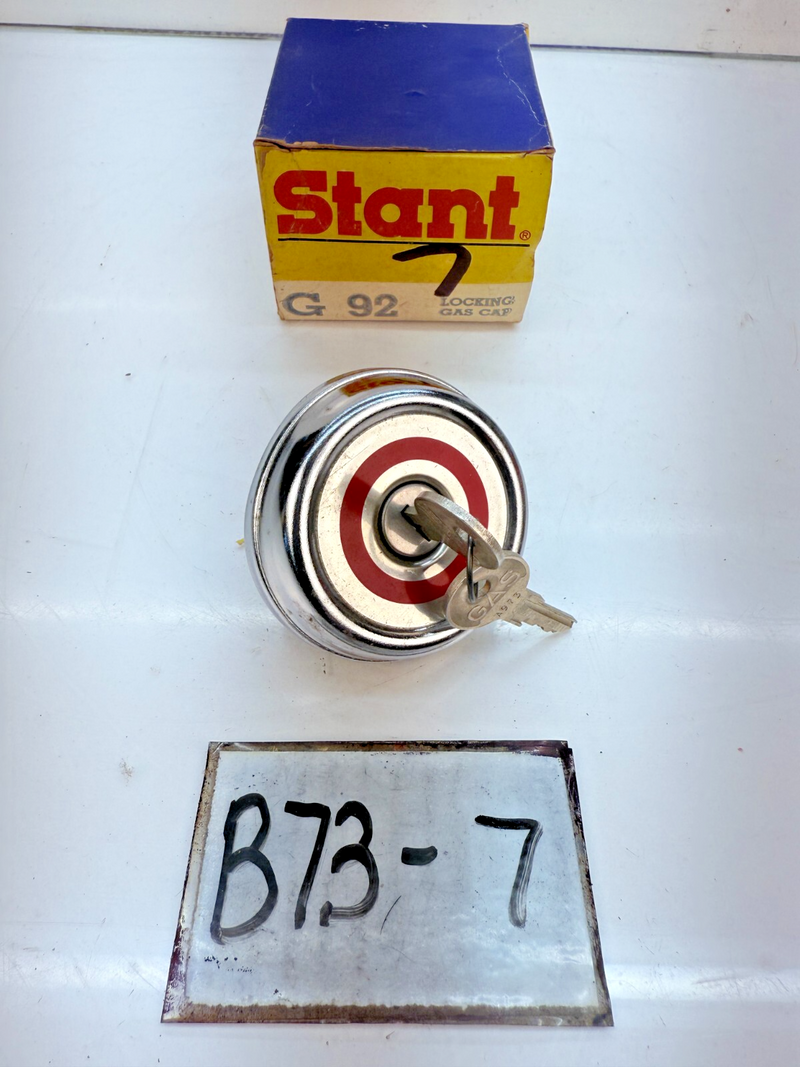 Stant®
7
G 92
LOCKING
GAS CAP
GAS
B73- 7